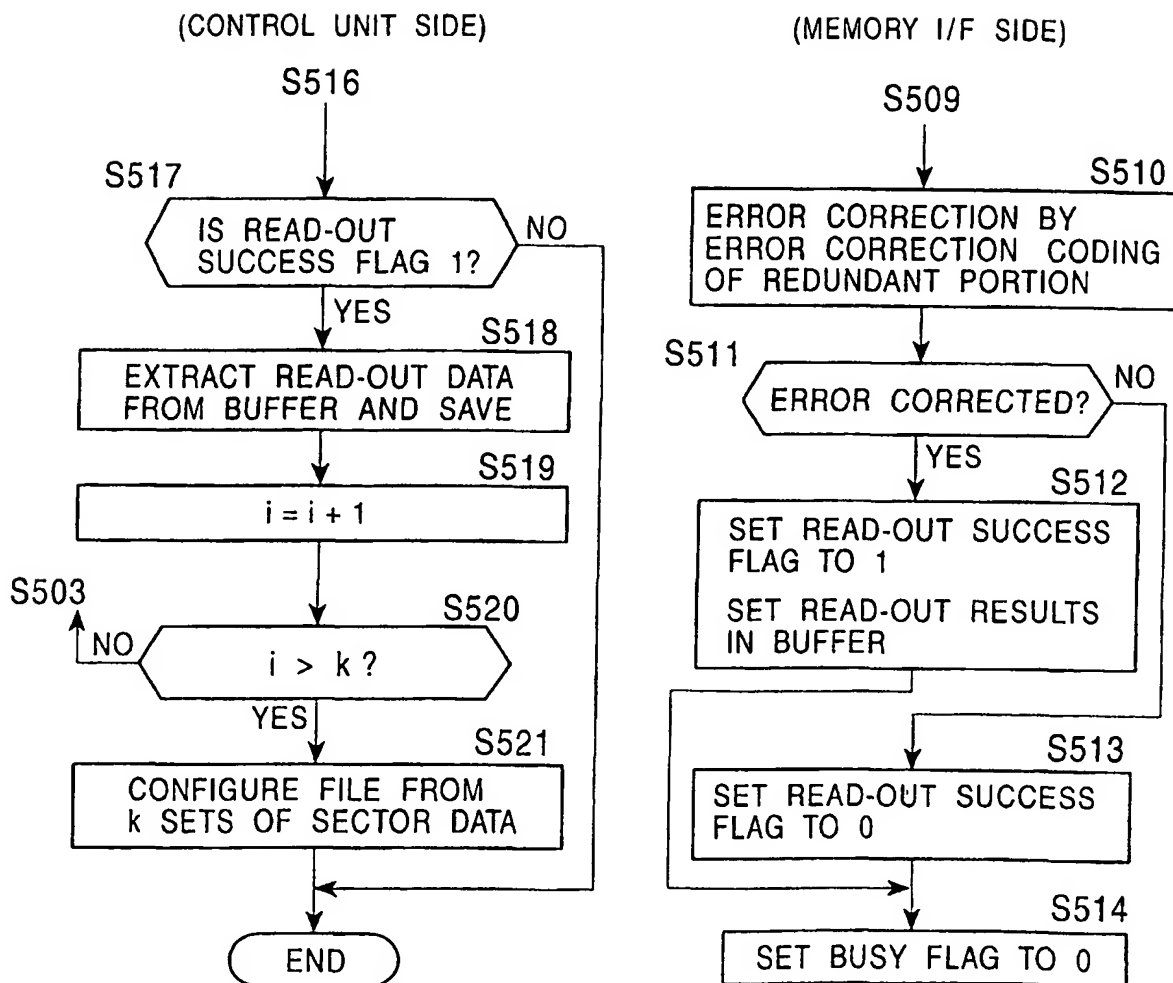 (CONTROL UNIT SIDE)
S516
S517
IS READ-OUT
SUCCESS FLAG 1?
NO
YES
S518
EXTRACT READ-OUT DATA
FROM BUFFER AND SAVE
S519
i = i + 1
S503
NO
S520
i > k ?
YES
S521
CONFIGURE FILE FROM
k SETS OF SECTOR DATA
END
(MEMORY I/F SIDE)
S509
S510
ERROR CORRECTION BY
ERROR CORRECTION CODING
OF REDUNDANT PORTION
S511
ERROR CORRECTED?
NO
YES
S512
SET READ-OUT SUCCESS
FLAG TO 1
SET READ-OUT RESULTS
IN BUFFER
S513
SET READ-OUT SUCCESS
FLAG TO 0
S514
SET BUSY FLAG TO 0